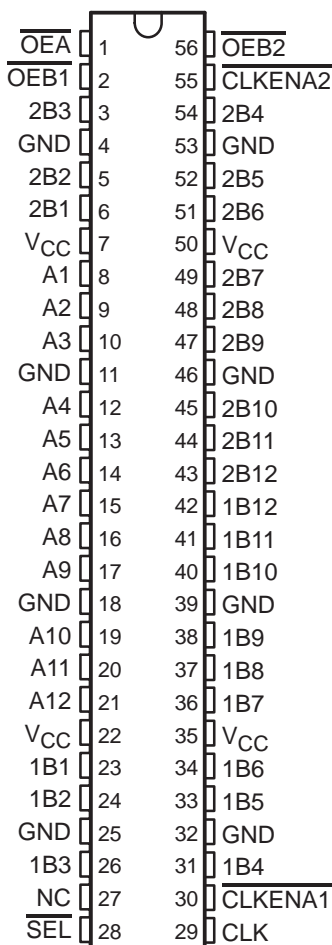 OEA 1 56 OEB2
OEB1 2 55 CLKENA2
2B3 3 54 2B4
GND 4 53 GND
2B2 5 52 2B5
2B1 6 51 2B6
VCC 7 50 VCC
A1 8 49 2B7
A2 9 48 2B8
A3 10 47 2B9
GND 11 46 GND
A4 12 45 2B10
A5 13 44 2B11
A6 14 43 2B12
A7 15 42 1B12
A8 16 41 1B11
A9 17 40 1B10
GND 18 39 GND
A10 19 38 1B9
A11 20 37 1B8
A12 21 36 1B7
VCC 22 35 VCC
1B1 23 34 1B6
1B2 24 33 1B5
GND 25 32 GND
1B3 26 31 1B4
NC 27 30 CLKENA1
SEL 28 29 CLK